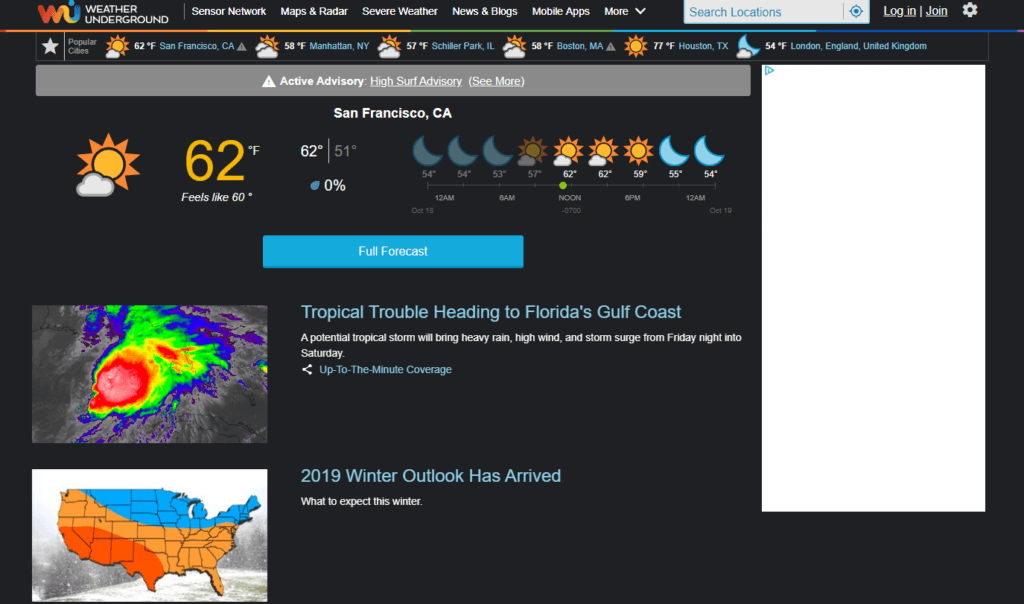 WEATHER
UNDERGROUND
Sensor Network Maps & Radar Severe Weather News & Blogs Mobile Apps More
Search Locations
Log in | Join
Popular
Cities
62 °F San Francisco, CA 58 °F Manhattan, NY 57 °F Schiller Park, IL 58 °F Boston, MA 77 °F Houston, TX 54 °F London, England, United Kingdom
Active Advisory: High Surf Advisory (See More)
San Francisco, CA
62 °F
Feels like 60 °
62° | 51°
0%
54° 54° 53° 57° 62° 62° 59° 55° 54°
12AM 6AM NOON 6PM 12AM
Oct 18 -0700 Oct 18
Full Forecast
Tropical Trouble Heading to Florida's Gulf Coast
A potential tropical storm will bring heavy rain, high wind, and storm surge from Friday night into
Saturday.
Up-To-The-Minute Coverage
2019 Winter Outlook Has Arrived
What to expect this winter.